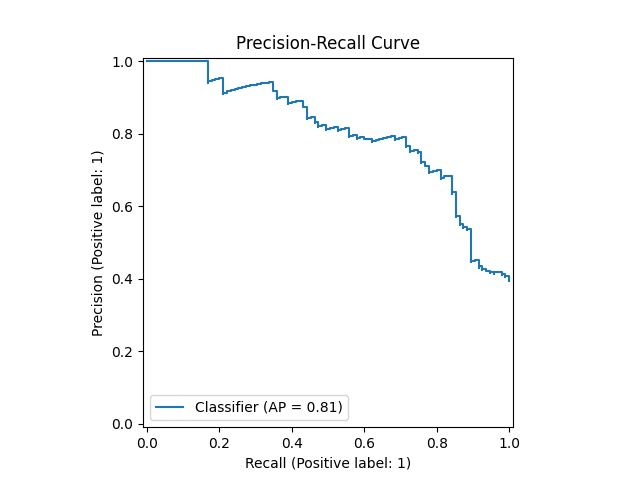 Precision-Recall Curve
1.0
0.8
0.6
0.4
0.2
0.0
Precision (Positive label: 1)
Classifier (AP = 0.81)
0.0 0.2 0.4 0.6 0.8 1.0
Recall (Positive label: 1)